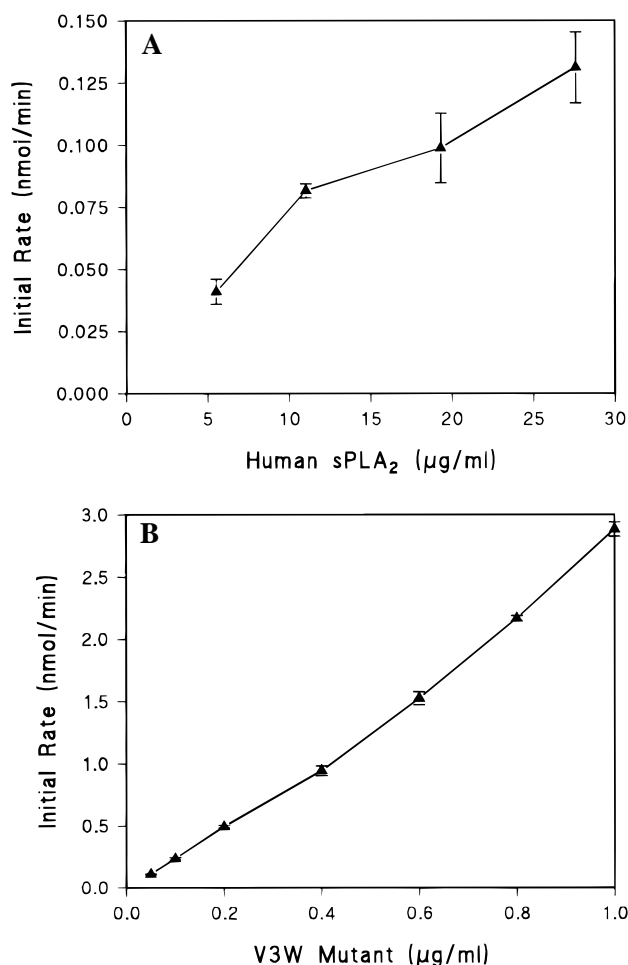 A
0.150
0.125
0.100
0.075
0.050
0.025
0.000
Initial Rate (nmol/min)
0 5 10 15 20 25 30
Human sPLA₂ (μg/ml)
B
3.0
2.5
2.0
1.5
1.0
0.5
0.0
Initial Rate (nmol/min)
0.0 0.2 0.4 0.6 0.8 1.0
V3W Mutant (μg/ml)